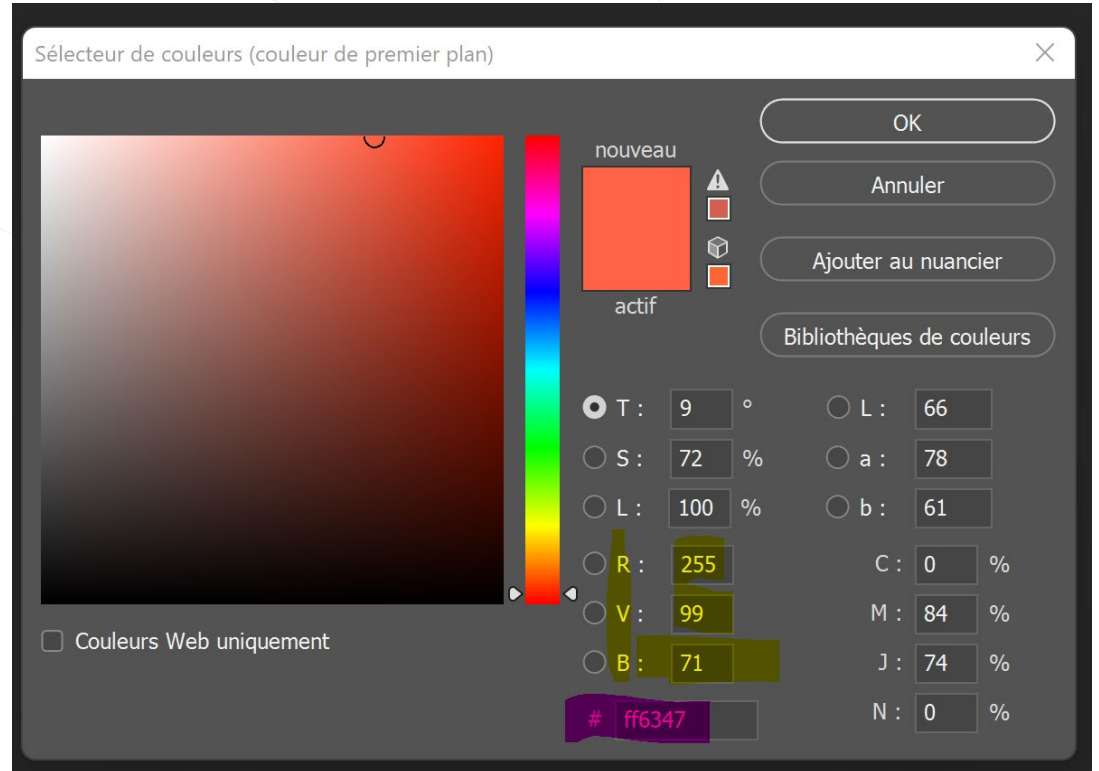 Sélecteur de couleurs (couleur de premier plan)
nouveau
actif
OK
Annuler
Ajouter au nuancier
Bibliothèques de couleurs
T : 9 ° L : 66
S : 72 % a : 78
L : 100 % b : 61
R : 255 C : 0 %
V : 99 M : 84 %
B : 71 J : 74 %
# ff6347 N : 0 %
Couleurs Web uniquement